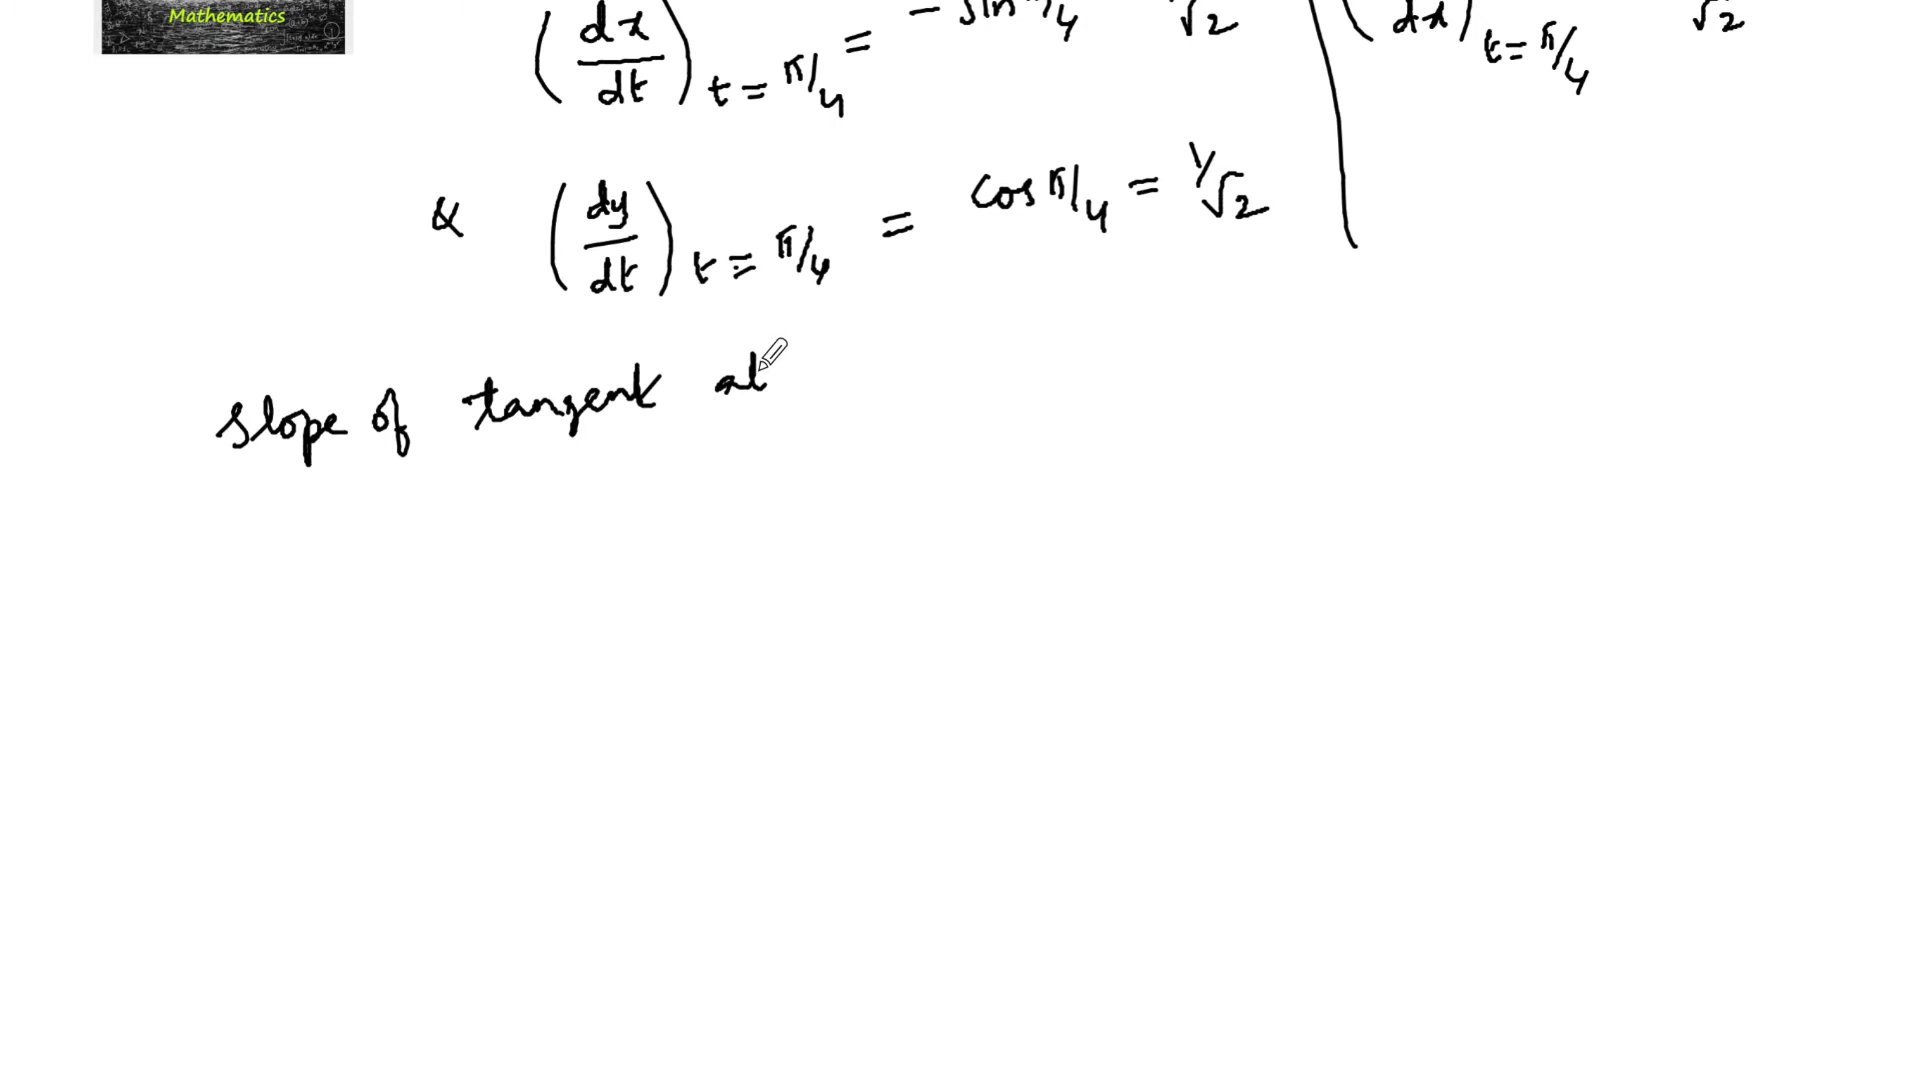 Mathematics
(dx/dt) t = π/4 = - sin π/4 √2
(dx) t = π/4 √2
& (dy/dt) t = π/4 = cos π/4 = 1/√2
slope of tangent at